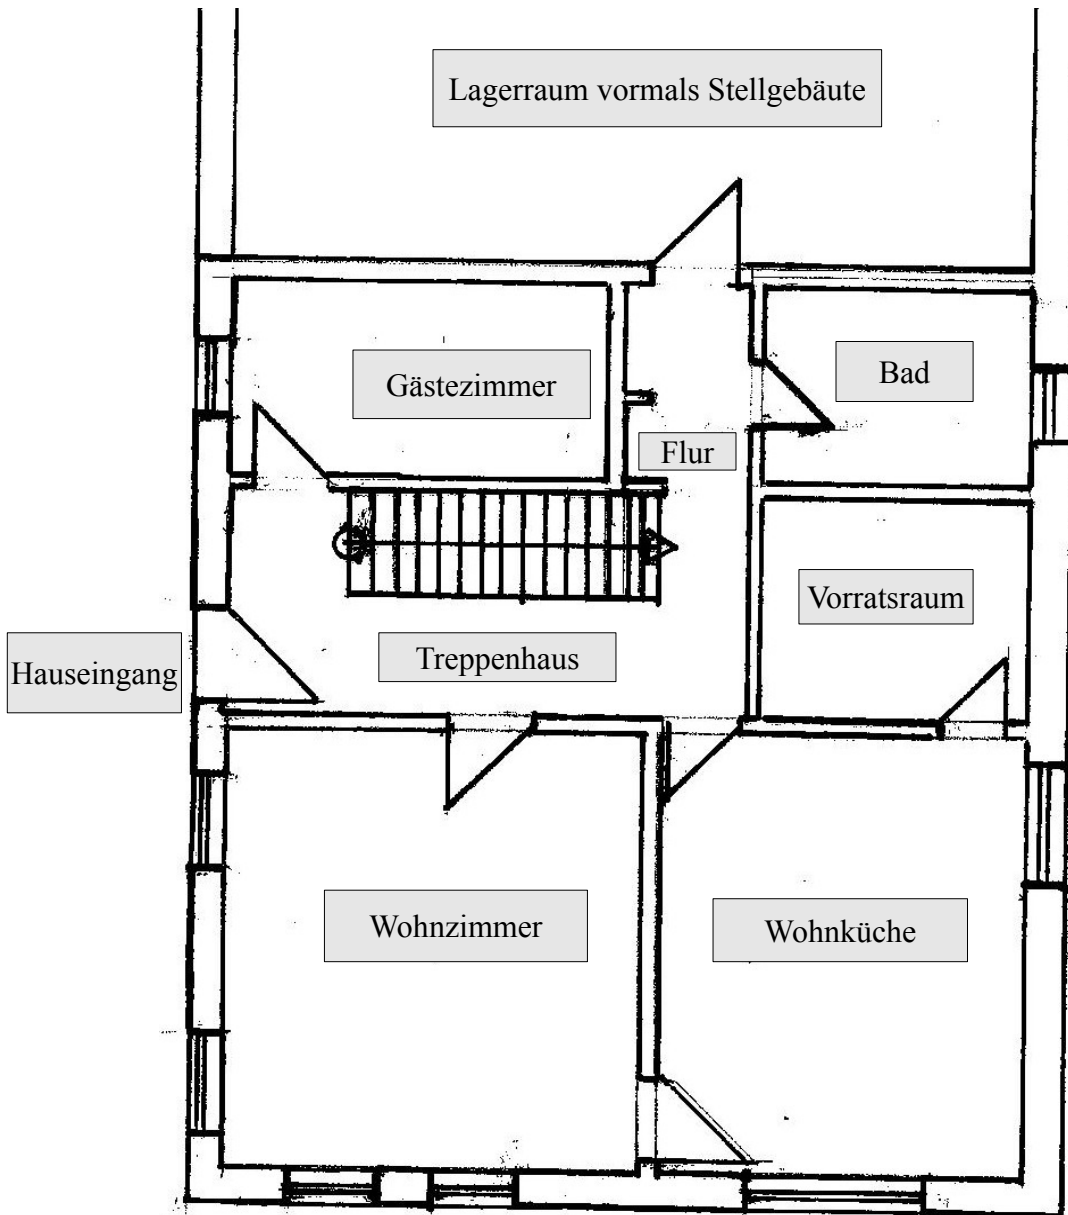 Lagerraum vormals Stellgebäute
Gästezimmer
Bad
Flur
Vorratsraum
Hauseingang
Treppenhaus
Wohnzimmer
Wohnküche